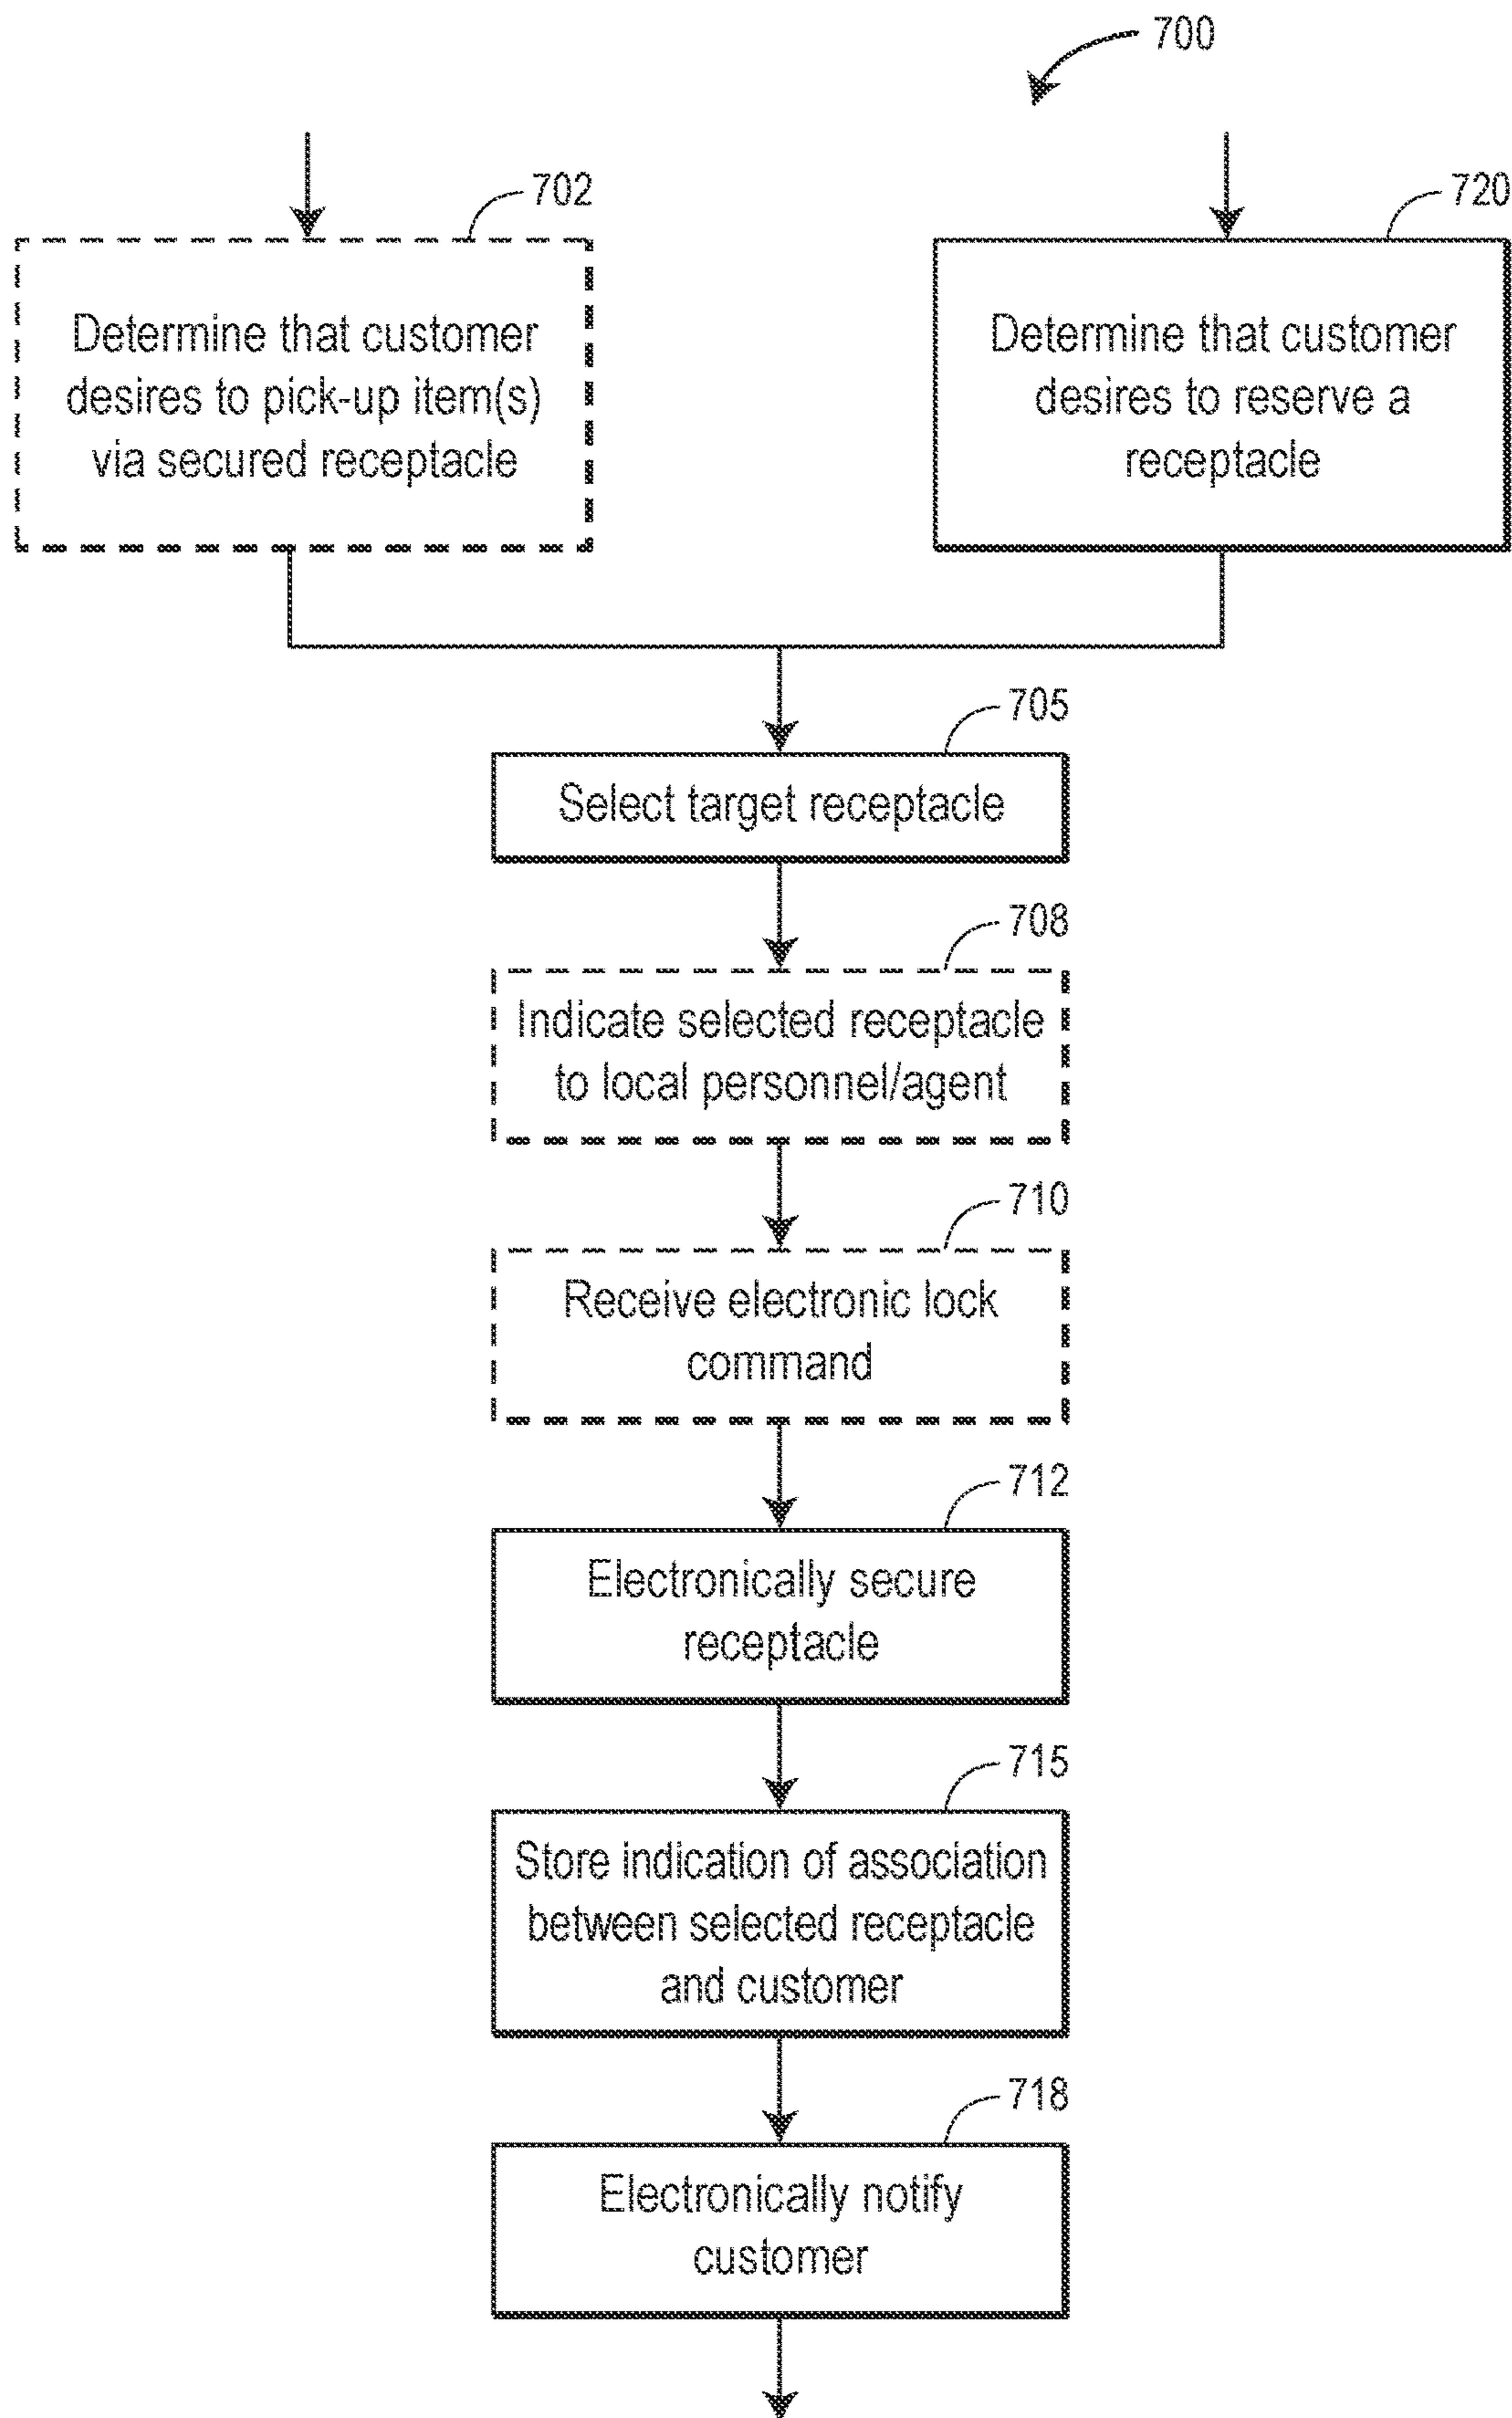 700
702
Determine that customer
desires to pick-up item(s)
via secured receptacle
720
Determine that customer
desires to reserve a
receptacle
705
Select target receptacle
708
Indicate selected receptacle
to local personnel/agent
710
Receive electronic lock
command
712
Electronically secure
receptacle
715
Store indication of association
between selected receptacle
and customer
718
Electronically notify
customer